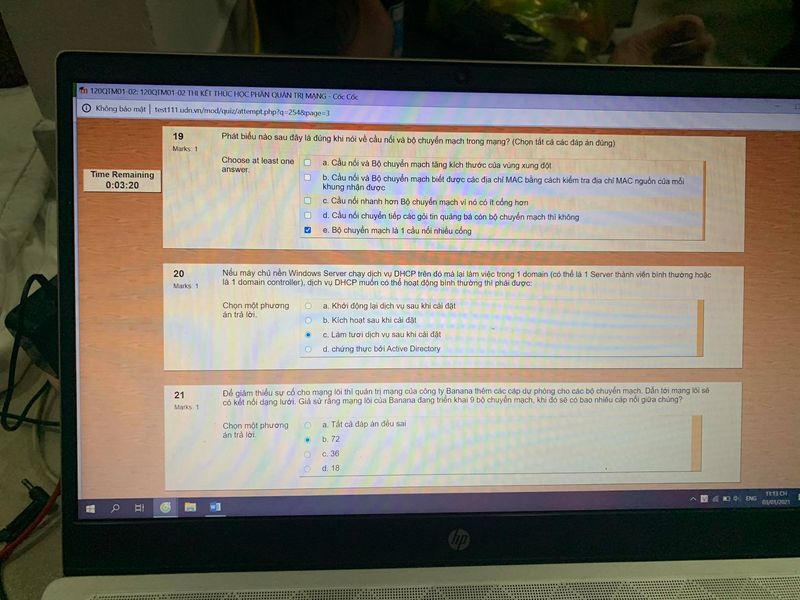 120QTM01-02: 120QTM01-02 THI KẾT THÚC HỌC PHẦN QUẢN TRỊ MẠNG - Cốc Cốc
Không bảo mật | test111.udn.vn/mod/quiz/attempt.php?q=254&page=3
Time Remaining
0:03:20
19
Marks: 1
Phát biểu nào sau đây là đúng khi nói về cầu nối và bộ chuyển mạch trong mạng? (Chọn tất cả các đáp án đúng)
Choose at least one
answer.
a. Cầu nối và Bộ chuyển mạch tăng kích thước của vùng xung đột
b. Cầu nối và Bộ chuyển mạch biết được các địa chỉ MAC bằng cách kiểm tra địa chỉ MAC nguồn của mỗi
khung nhận được
c. Cầu nối nhanh hơn Bộ chuyển mạch vì nó có ít cổng hơn
d. Cầu nối chuyển tiếp các gói tin quảng bá còn bộ chuyển mạch thì không
e. Bộ chuyển mạch là 1 cầu nối nhiều cổng
20
Marks: 1
Nếu máy chủ nền Windows Server chạy dịch vụ DHCP trên đó mà lại làm việc trong 1 domain (có thể là 1 Server thành viên bình thường hoặc
là 1 domain controller), dịch vụ DHCP muốn có thể hoạt động bình thường thì phải được:
Chọn một phương
án trả lời.
a. Khởi động lại dịch vụ sau khi cài đặt
b. Kích hoạt sau khi cài đặt
c. Làm tươi dịch vụ sau khi cài đặt
d. chứng thực bởi Active Directory
21
Marks: 1
Để giảm thiểu sự cố cho mạng lõi thì quản trị mạng của công ty Banana thêm các cáp dự phòng cho các bộ chuyển mạch. Dẫn tới mạng lõi sẽ
có kết nối dạng lưới. Giả sử rằng mạng lõi của Banana đang triển khai 9 bộ chuyển mạch, khi đó sẽ có bao nhiêu cáp nối giữa chúng?
Chọn một phương
án trả lời.
a. Tất cả đáp án đều sai
b. 72
c. 36
d. 18
ENG
11:13 CH
03/01/2021
hp